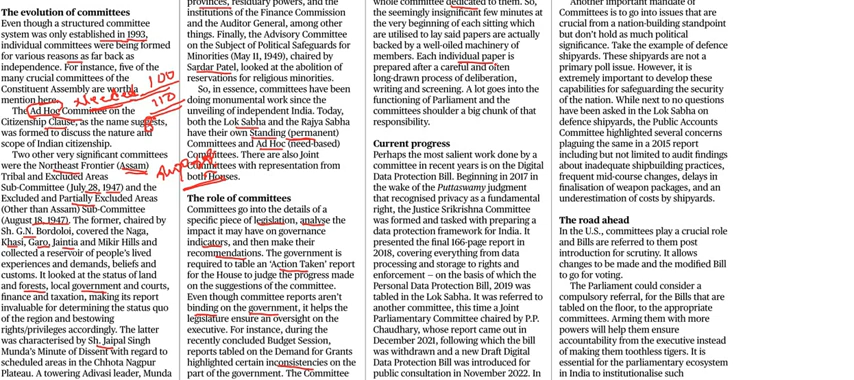 The evolution of committees
Even though a structured committee
system was only established in 1993,
individual committees were being formed
for various reasons as far back as
independence. For instance, five of the
many crucial committees of the
Constituent Assembly are worth a
mention here.
The Ad Hoc Committee on the
Citizenship Clause, as the name suggests,
was formed to discuss the nature and
scope of Indian citizenship.
Two other very significant committees
were the Northeast Frontier (Assam)
Tribal and Excluded Areas
Sub-Committee (July 28, 1947) and the
Excluded and Partially Excluded Areas
(Other than Assam) Sub-Committee
(August 18, 1947). The former, chaired by
Sh. G.N. Bordoloi, covered the Naga,
Khasi, Garo, Jaintia and Mikir Hills and
collected a reservoir of people's lived
experiences and demands, beliefs and
customs. It looked at the status of land
and forests, local government and courts,
finance and taxation, making its report
invaluable for determining the status quo
of the region and bestowing
rights/privileges accordingly. The latter
was characterised by Sh. Jaipal Singh
Munda's Minute of Dissent with regard to
scheduled areas in the Chhota Nagpur
Plateau. A towering Adivasi leader, Munda
100
110
provinces, residuary powers, and the
institutions of the Finance Commission
and the Auditor General, among other
things. Finally, the Advisory Committee
on the Subject of Political Safeguards for
Minorities (May 11, 1949), chaired by
Sardar Patel, looked at the abolition of
reservations for religious minorities.
So, in essence, committees have been
doing monumental work since the
unveiling of independent India. Today,
both the Lok Sabha and the Rajya Sabha
have their own Standing (permanent)
Committees and Ad Hoc (need-based)
Committees. There are also Joint
Committees with representation from
both Houses.
The role of committees
Committees go into the details of a
specific piece of legislation, analyse the
impact it may have on governance
indicators, and then make their
recommendations. The government is
required to table an 'Action Taken' report
for the House to judge the progress made
on the suggestions of the committee.
Even though committee reports aren't
binding on the government, it helps the
legislature ensure an oversight on the
executive. For instance, during the
recently concluded Budget Session,
reports tabled on the Demand for Grants
highlighted certain inconsistencies on the
part of the government. The Committee
whole committee dedicated to them. So,
the seemingly insignificant few minutes at
the very beginning of each sitting which
are utilised to lay said papers are actually
backed by a well-oiled machinery of
members. Each individual paper is
prepared after a careful and often
long-drawn process of deliberation,
writing and screening. A lot goes into the
functioning of Parliament and the
committees shoulder a big chunk of that
responsibility.
Current progress
Perhaps the most salient work done by a
committee in recent years is on the Digital
Data Protection Bill. Beginning in 2017 in
the wake of the Puttaswamy judgment
that recognised privacy as a fundamental
right, the Justice Srikrishna Committee
was formed and tasked with preparing a
data protection framework for India. It
presented the final 166-page report in
2018, covering everything from data
processing and storage to rights and
enforcement — on the basis of which the
Personal Data Protection Bill, 2019 was
tabled in the Lok Sabha. It was referred to
another committee, this time a Joint
Parliamentary Committee chaired by P.P.
Chaudhary, whose report came out in
December 2021, following which the bill
was withdrawn and a new Draft Digital
Data Protection Bill was introduced for
public consultation in November 2022. In
Another important mandate of
Committees is to go into issues that are
crucial from a nation-building standpoint
but don't hold as much political
significance. Take the example of defence
shipyards. These shipyards are not a
primary poll issue. However, it is
extremely important to develop these
capabilities for safeguarding the security
of the nation. While next to no questions
have been asked in the Lok Sabha on
defence shipyards, the Public Accounts
Committee highlighted several concerns
plaguing the same in a 2015 report
including but not limited to audit findings
about inadequate shipbuilding practices,
frequent mid-course changes, delays in
finalisation of weapon packages, and an
underestimation of costs by shipyards.
The road ahead
In the U.S., committees play a crucial role
and Bills are referred to them post
introduction for scrutiny. It allows
changes to be made and the modified Bill
to go for voting.
The Parliament could consider a
compulsory referral, for the Bills that are
tabled on the floor, to the appropriate
committees. Arming them with more
powers will help them ensure
accountability from the executive instead
of making them toothless tigers. It is
essential for the parliamentary ecosystem
in India to institutionalise such